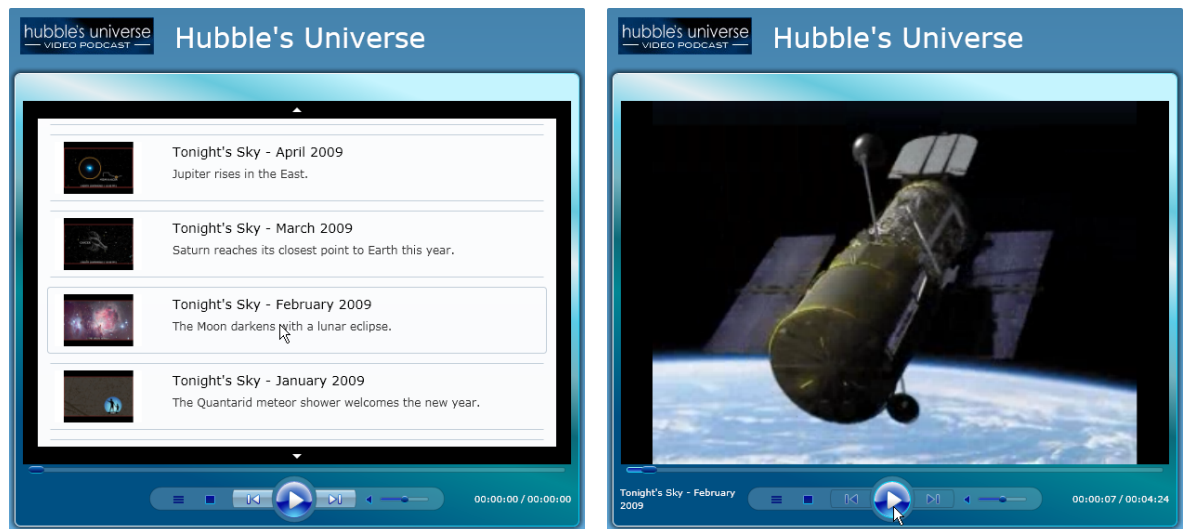 hubble's universe
VIDEO PODCAST
Hubble's Universe
Tonight's Sky - April 2009
Jupiter rises in the East.
Tonight's Sky - March 2009
Saturn reaches its closest point to Earth this year.
Tonight's Sky - February 2009
The Moon darkens with a lunar eclipse.
Tonight's Sky - January 2009
The Quantarid meteor shower welcomes the new year.
00:00:00 / 00:00:00
hubble's universe
VIDEO PODCAST
Hubble's Universe
Tonight's Sky - February
2009
00:00:07 / 00:04:24